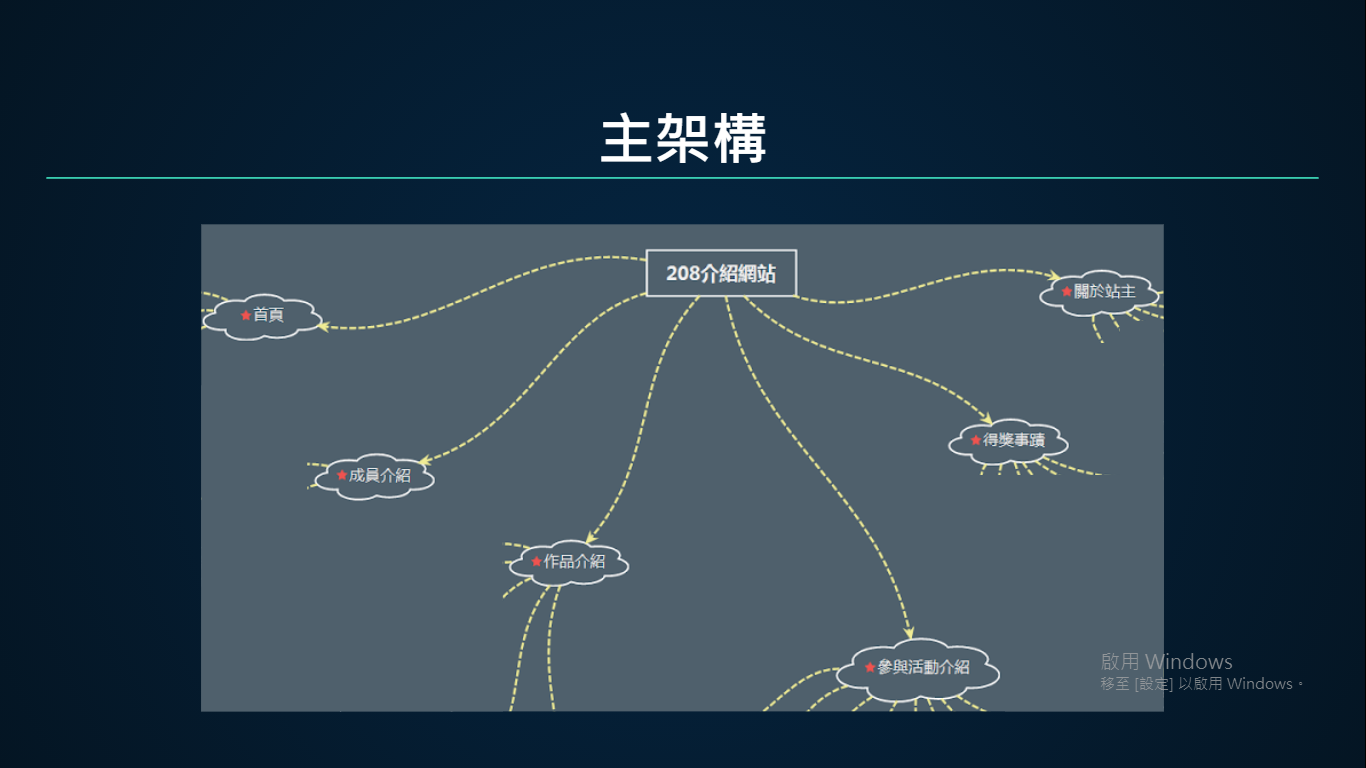 主架構
208介紹網站
關於站主
首頁
得獎事蹟
成員介紹
作品介紹
參與活動介紹
啟用 Windows
移至 [設定] 以啟用 Windows。